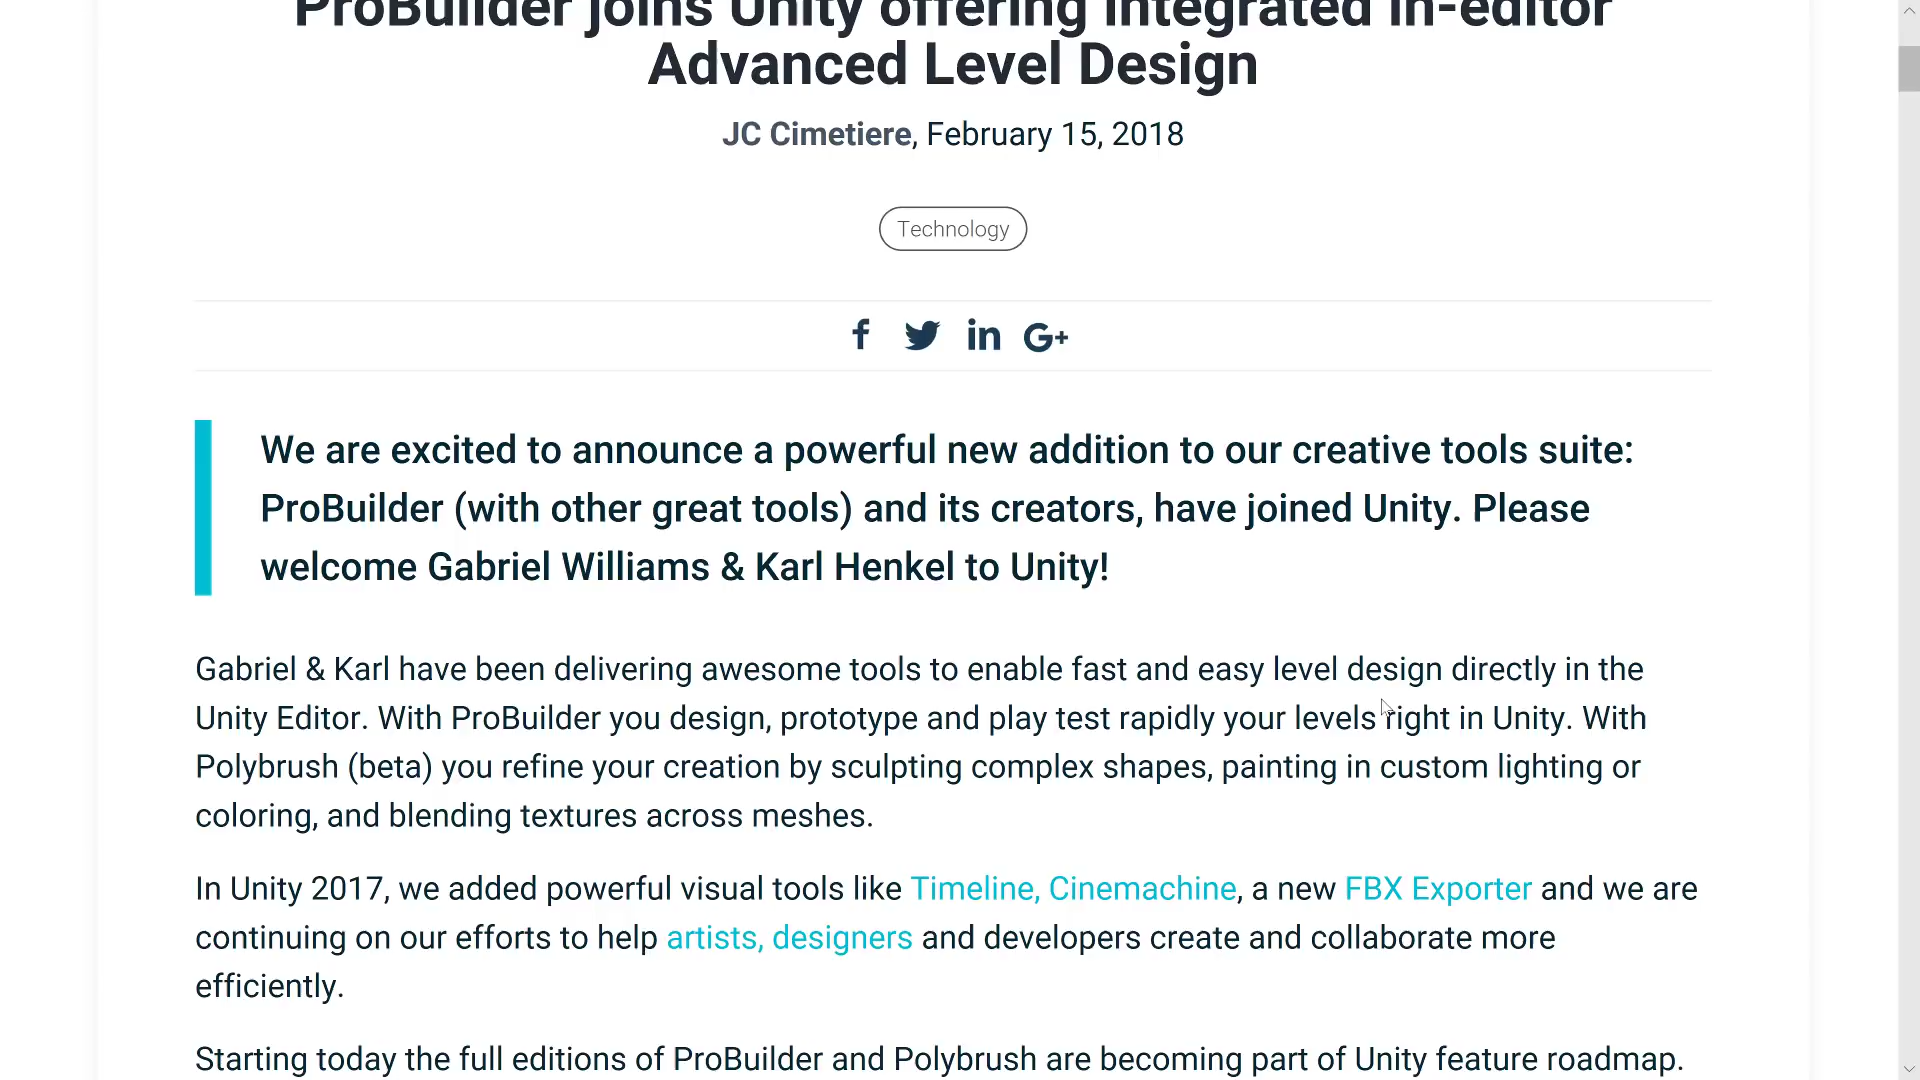 ProBuilder joins Unity offering integrated in-editor
Advanced Level Design
JC Cimetiere, February 15, 2018
Technology
f in G+
We are excited to announce a powerful new addition to our creative tools suite:
ProBuilder (with other great tools) and its creators, have joined Unity. Please
welcome Gabriel Williams & Karl Henkel to Unity!
Gabriel & Karl have been delivering awesome tools to enable fast and easy level design directly in the
Unity Editor. With ProBuilder you design, prototype and play test rapidly your levels right in Unity. With
Polybrush (beta) you refine your creation by sculpting complex shapes, painting in custom lighting or
coloring, and blending textures across meshes.
In Unity 2017, we added powerful visual tools like Timeline, Cinemachine, a new FBX Exporter and we are
continuing on our efforts to help artists, designers and developers create and collaborate more
efficiently.
Starting today the full editions of ProBuilder and Polybrush are becoming part of Unity feature roadmap.